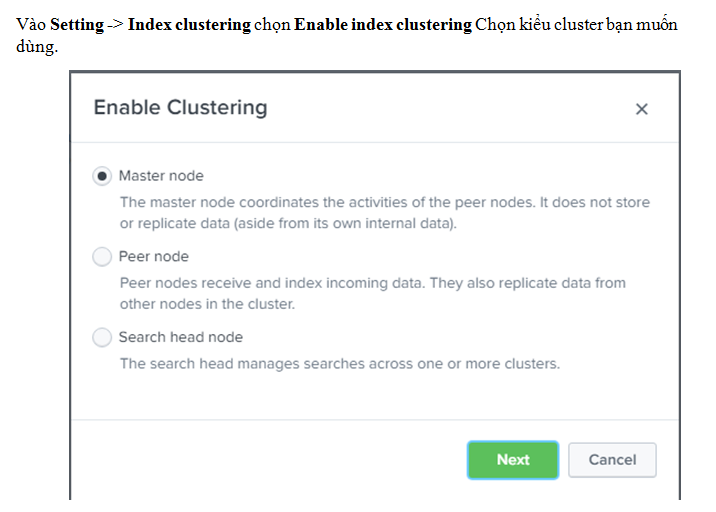 Vào Setting -> Index clustering chọn Enable index clustering Chọn kiểu cluster bạn muốn
dùng.
Enable Clustering
×
Master node
The master node coordinates the activities of the peer nodes. It does not store
or replicate data (aside from its own internal data).
Peer node
Peer nodes receive and index incoming data. They also replicate data from
other nodes in the cluster.
Search head node
The search head manages searches across one or more clusters.
Next
Cancel